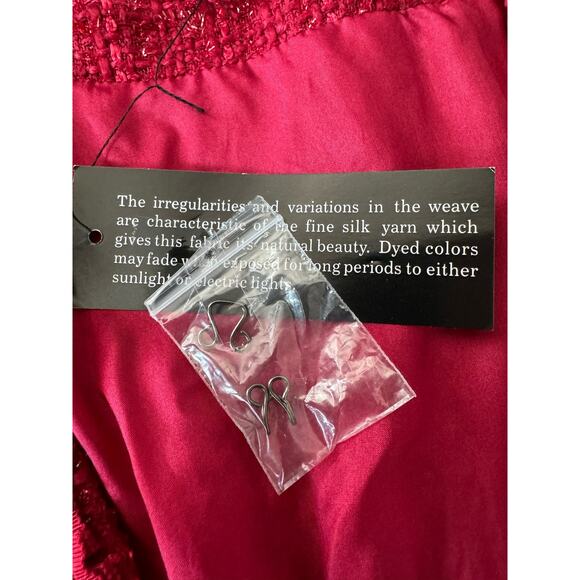 The irregularities and variations in the weave
are characteristic of the fine silk yarn which
gives this fabric its natural beauty. Dyed colors
may fade when exposed for long periods to either
sunlight or electric lights